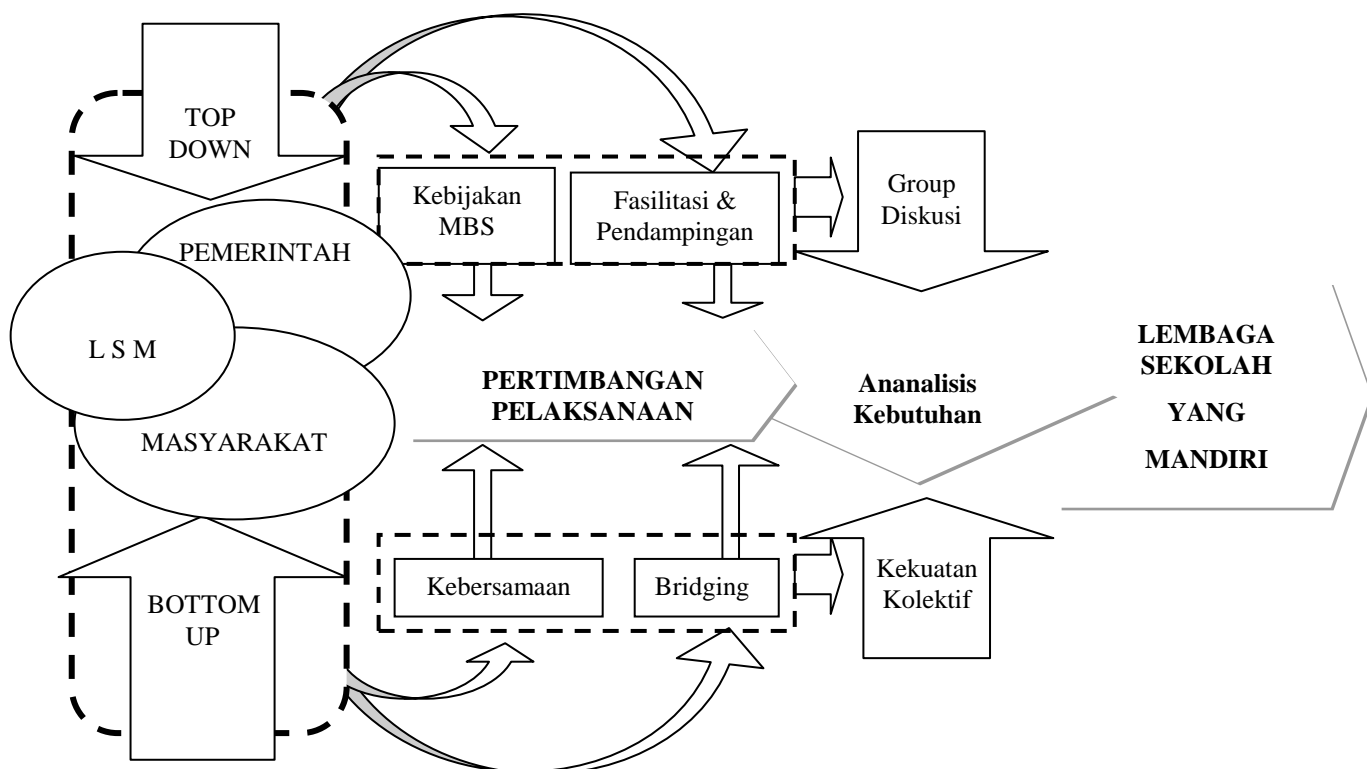 TOP
DOWN
PEMERINTAH
L S M
MASYARAKAT
BOTTOM
UP
Kebijakan
MBS
Fasilitasi &
Pendampingan
Group
Diskusi
PERTIMBANGAN
PELAKSANAAN
Ananalisis
Kebutuhan
LEMBAGA
SEKOLAH
YANG
MANDIRI
Kebersamaan
Bridging
Kekuatan
Kolektif